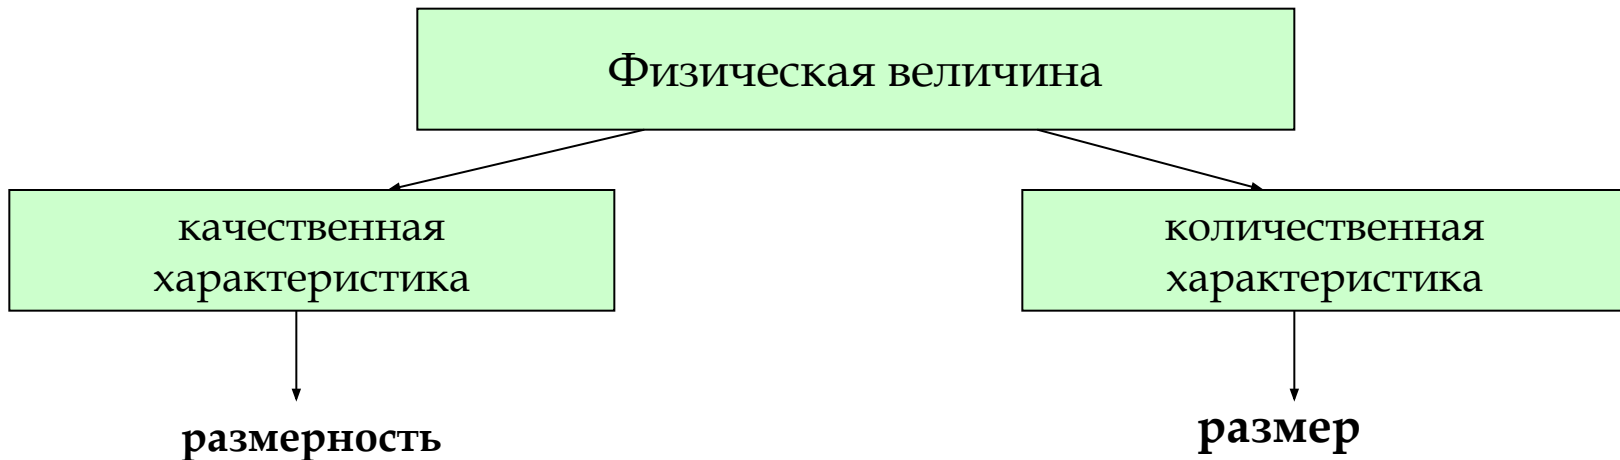 Физическая величина
качественная
характеристика
количественная
характеристика
размерность
размер